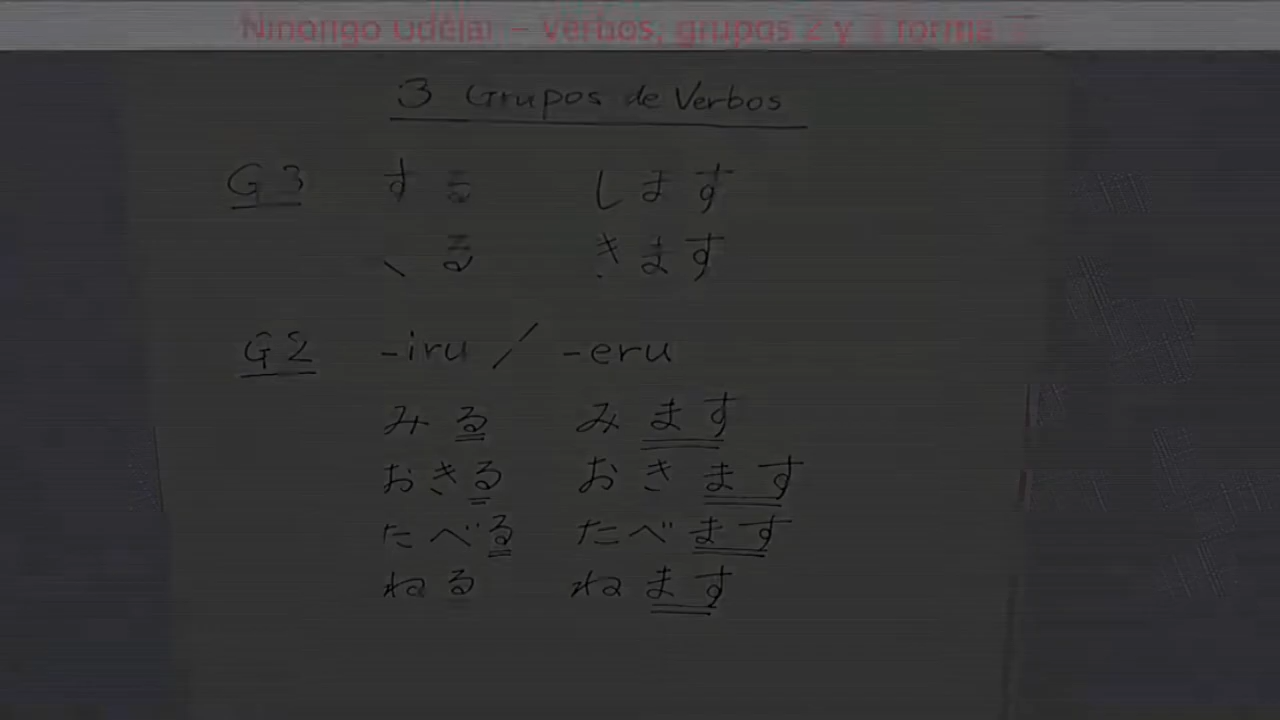 Nihongo Udelar – Verbos, grupos 2 y 3 forma
3 Grupos de Verbos
G3 する します
くる きます
G2 -iru / -eru
みる みます
おきる おきます
たべる たべます
ねる ねます